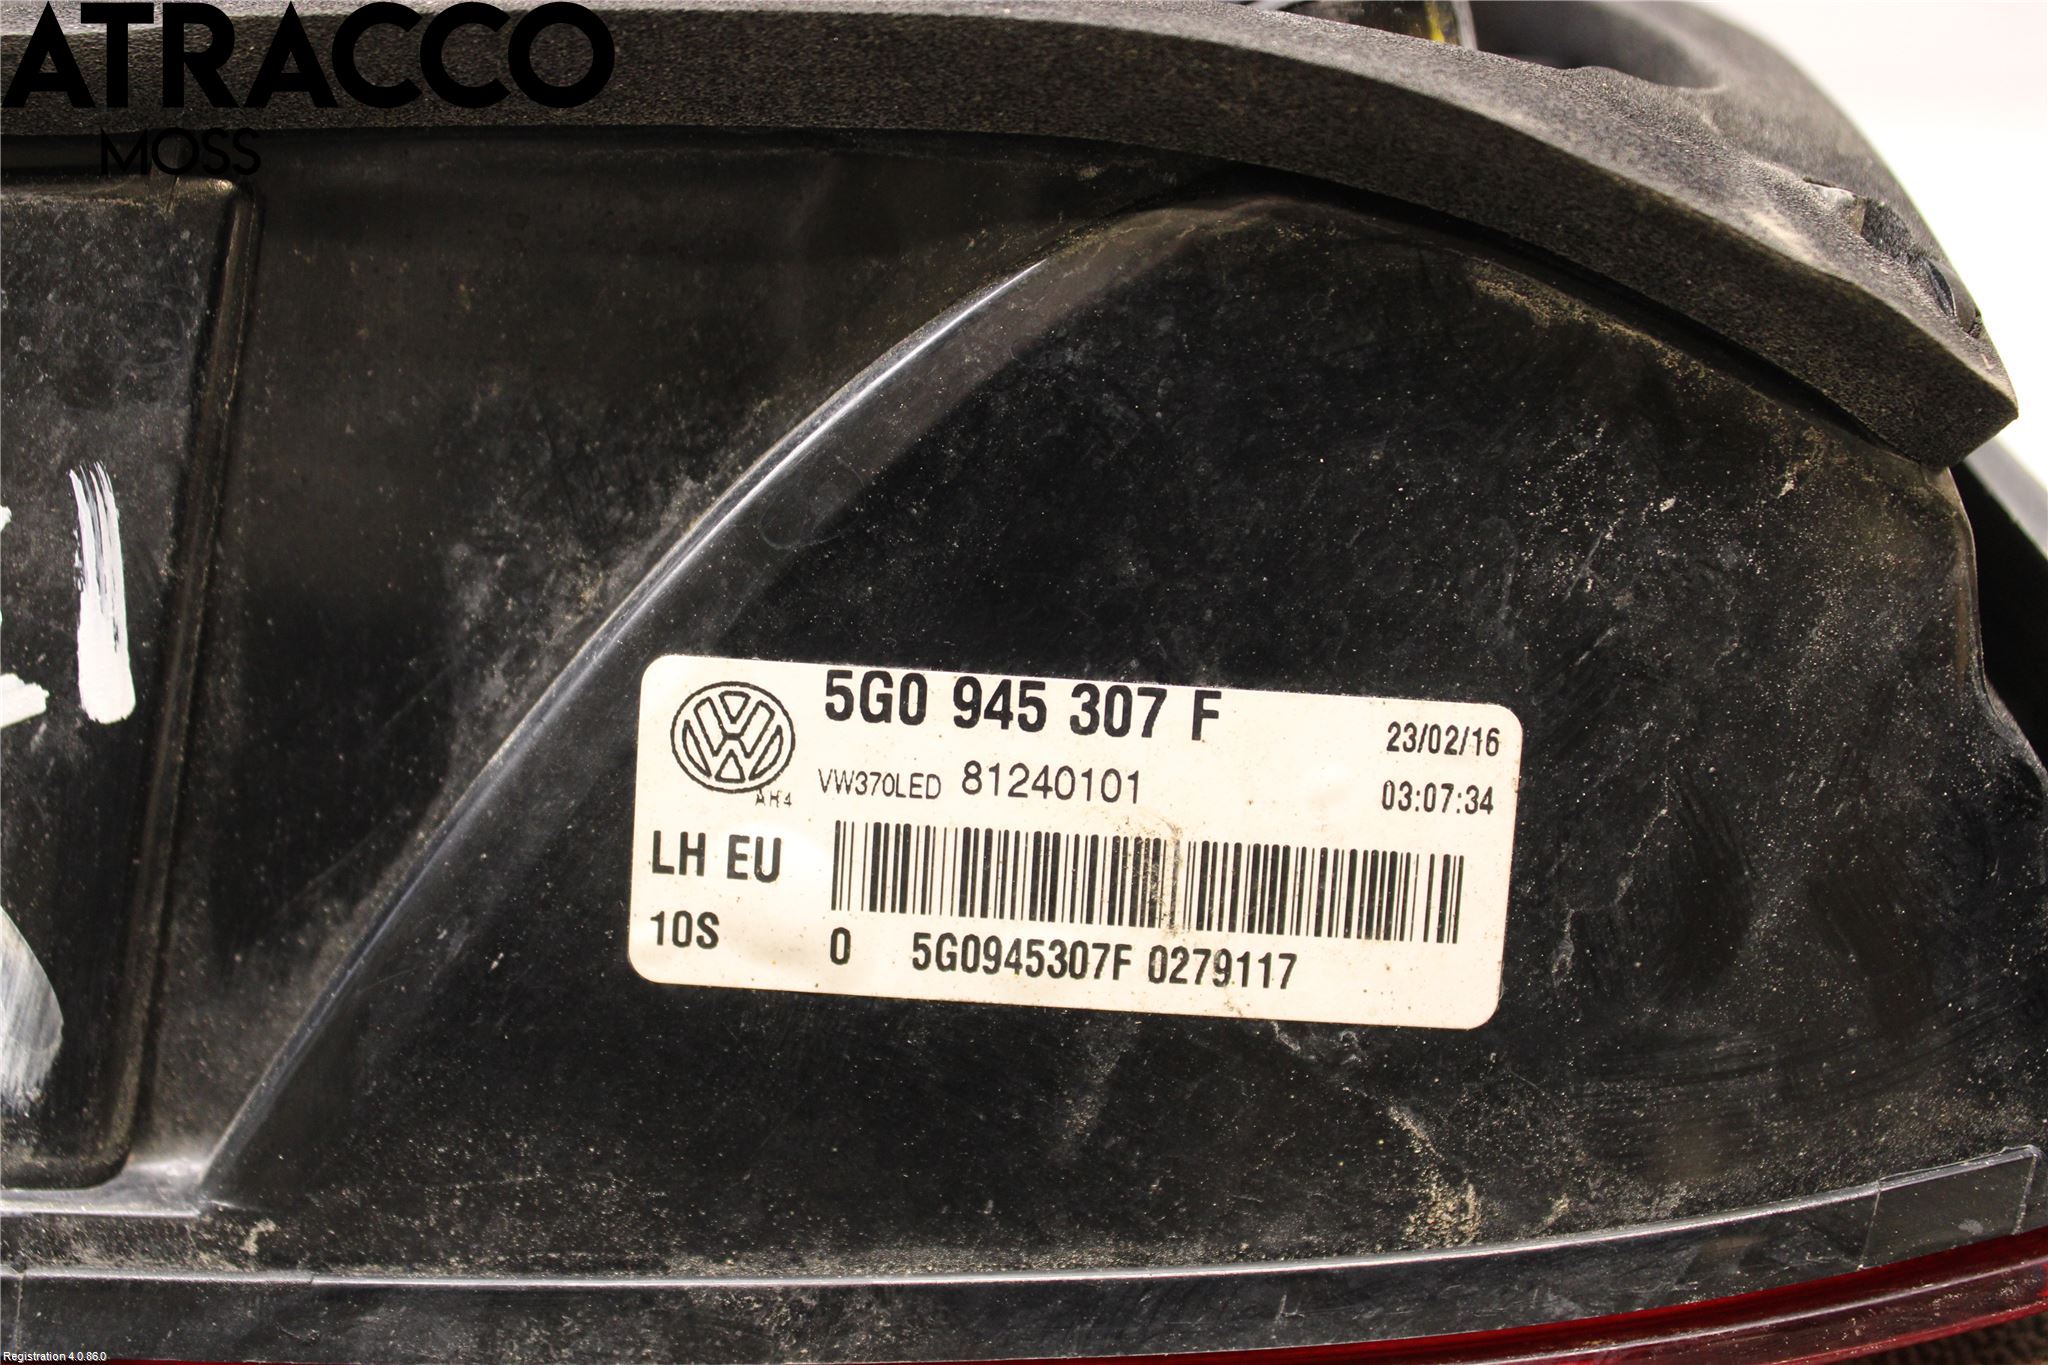 ATRACCO
MOSS
5G0 945 307 F
23/02/16
VW370LED 81240101
03:07:34
AH4
LH EU
10S
0 5G0945307F 0279117
Registration 4.0.86.0